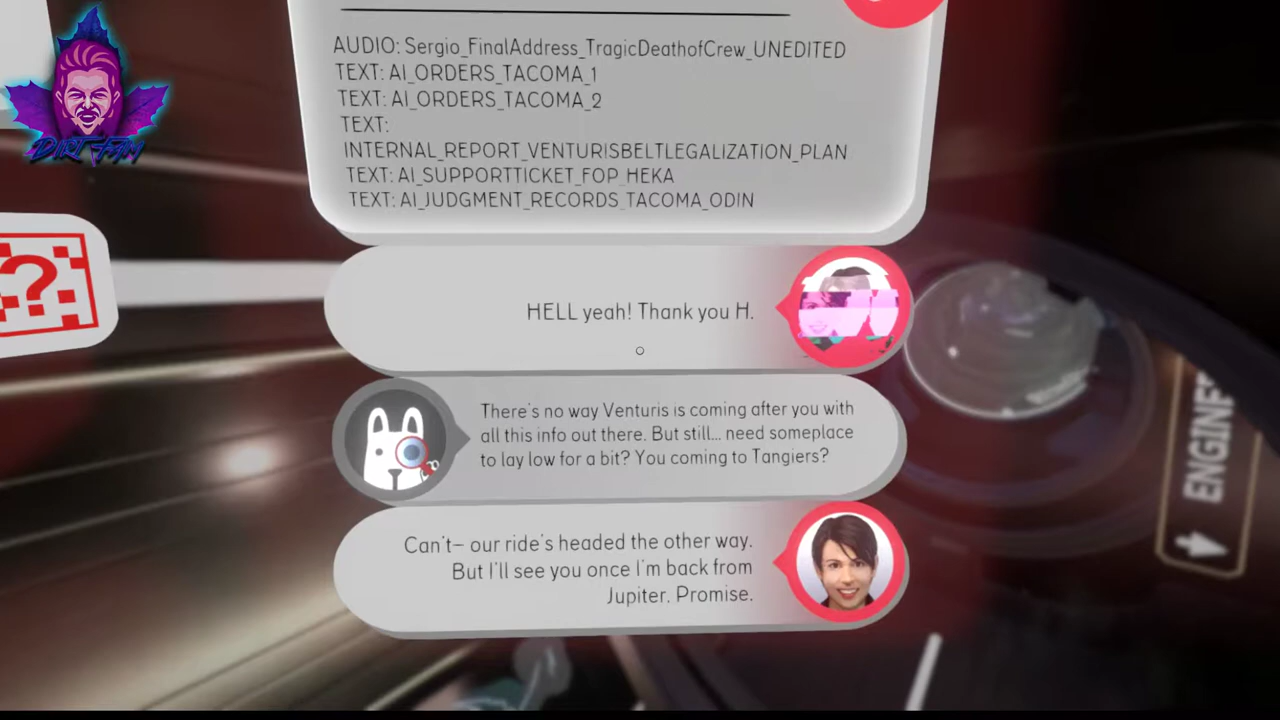 AUDIO: Sergio_FinalAddress_TragicDeathofCrew_UNEDITED
TEXT: AI_ORDERS_TACOMA_1
TEXT: AI_ORDERS_TACOMA_2
TEXT:
INTERNAL_REPORT_VENTURISBELTLEGALIZATION_PLAN
TEXT: AI_SUPPORTTICKET_FOP_HEKA
TEXT: AI_JUDGMENT_RECORDS_TACOMA_ODIN
DIRT FAM
?
HELL yeah! Thank you H.
There's no way Venturis is coming after you with
all this info out there. But still... need someplace
to lay low for a bit? You coming to Tangiers?
Can't– our ride's headed the other way.
But I'll see you once I'm back from
Jupiter. Promise.